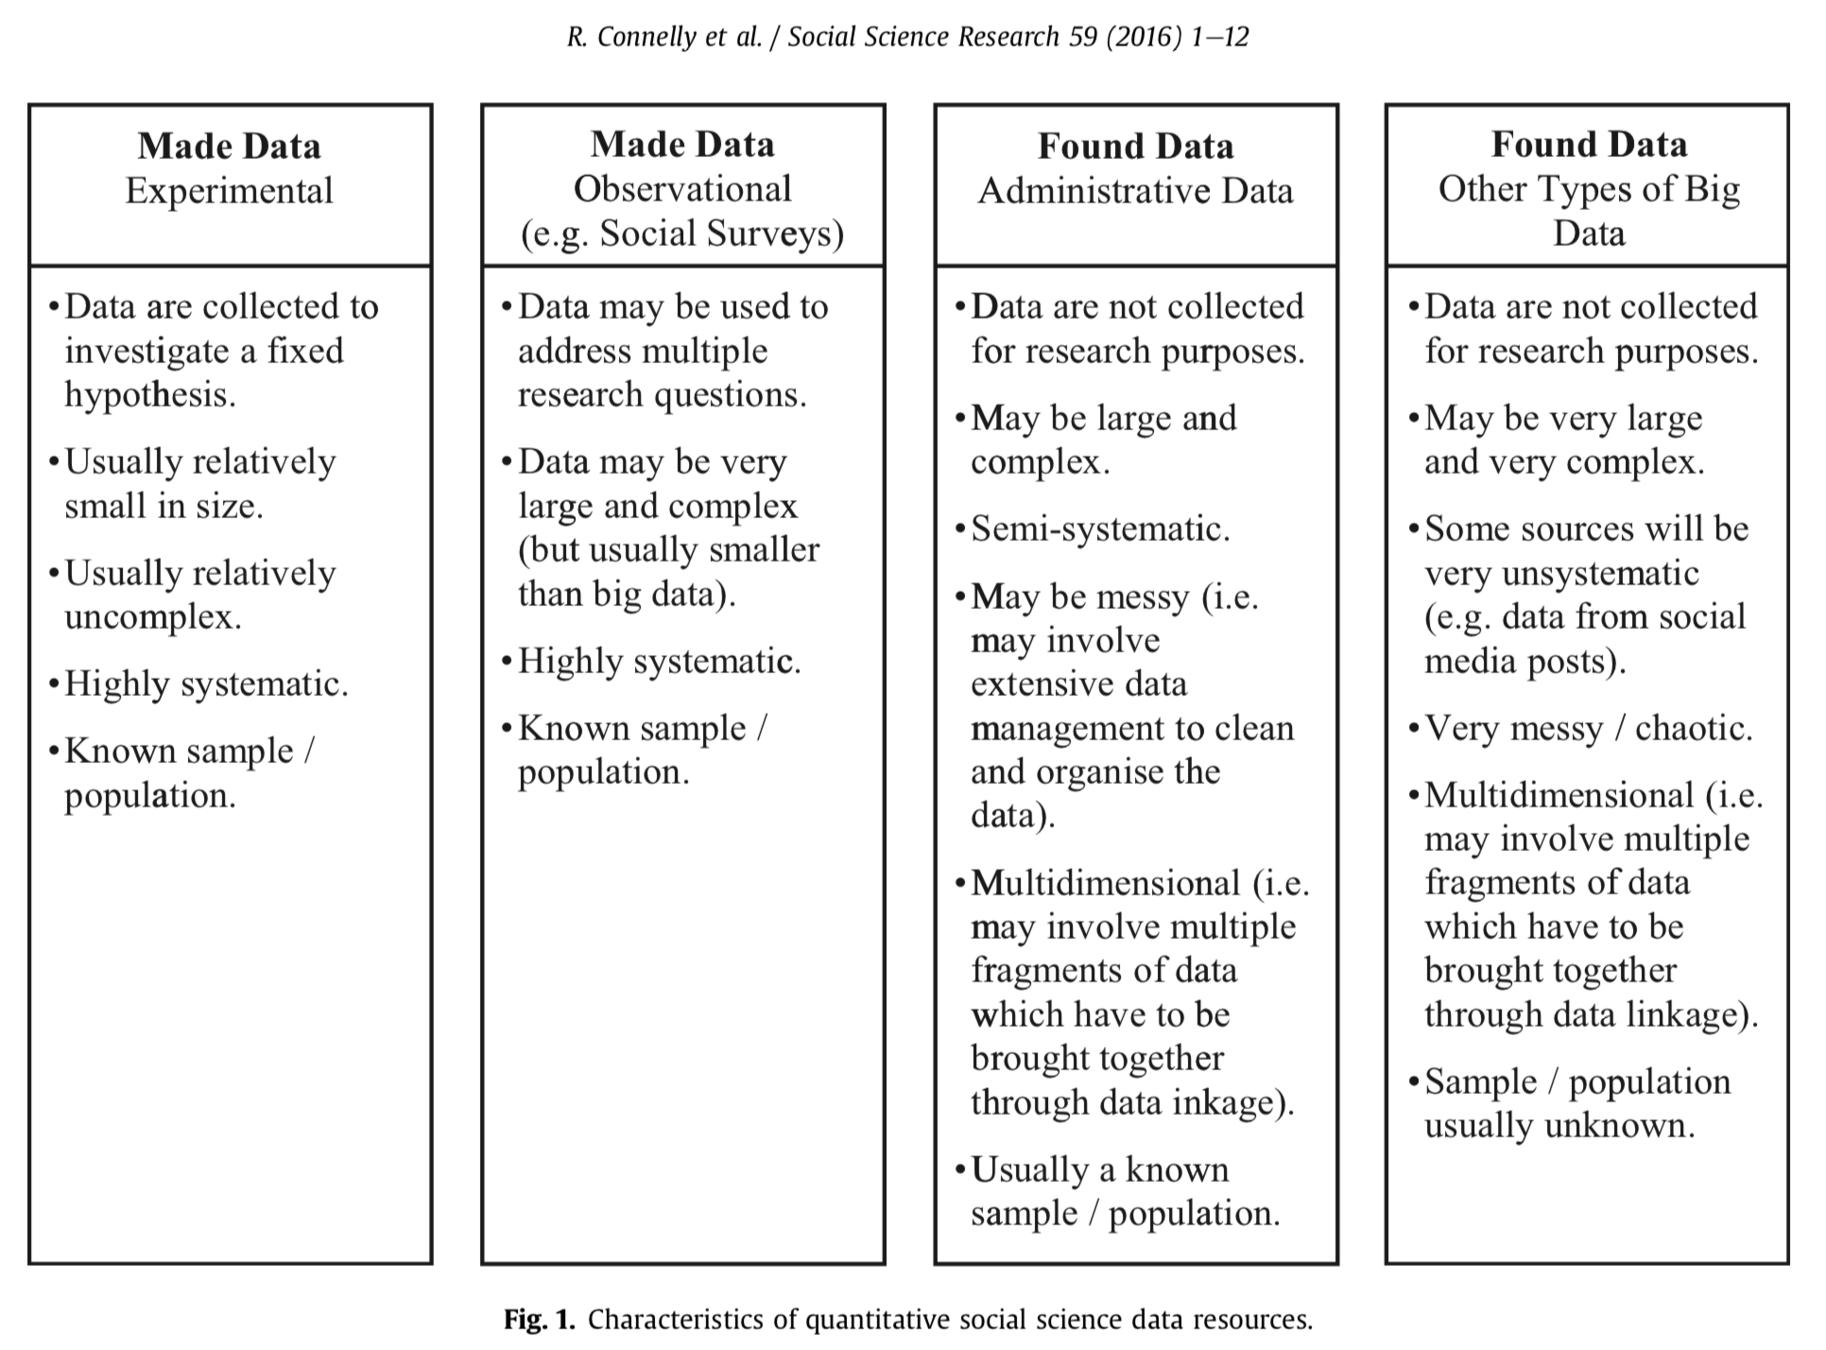 R. Connelly et al. / Social Science Research 59 (2016) 1–12
Made Data
Experimental
•Data are collected to
investigate a fixed
hypothesis.
•Usually relatively
small in size.
•Usually relatively
uncomplex.
•Highly systematic.
•Known sample /
population.
Made Data
Observational
(e.g. Social Surveys)
•Data may be used to
address multiple
research questions.
•Data may be very
large and complex
(but usually smaller
than big data).
•Highly systematic.
•Known sample /
population.
Found Data
Administrative Data
•Data are not collected
for research purposes.
•May be large and
complex.
•Semi-systematic.
•May be messy (i.e.
may involve
extensive data
management to clean
and organise the
data).
•Multidimensional (i.e.
may involve multiple
fragments of data
which have to be
brought together
through data inkage).
•Usually a known
sample / population.
Found Data
Other Types of Big
Data
•Data are not collected
for research purposes.
•May be very large
and very complex.
•Some sources will be
very unsystematic
(e.g. data from social
media posts).
•Very messy / chaotic.
•Multidimensional (i.e.
may involve multiple
fragments of data
which have to be
brought together
through data linkage).
•Sample / population
usually unknown.
Fig. 1. Characteristics of quantitative social science data resources.